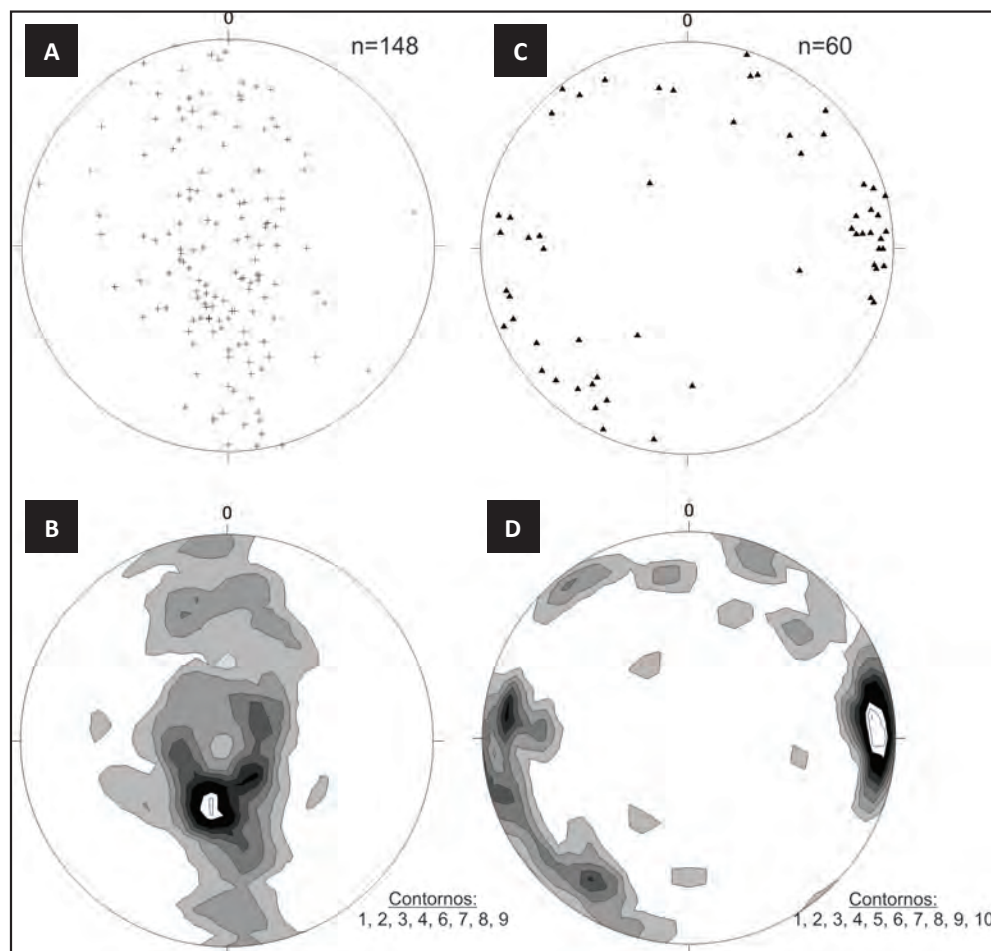 A
0
n=148
C
0
n=60
B
0
Contornos:
1, 2, 3, 4, 6, 7, 8, 9
D
0
Contornos:
1, 2, 3, 4, 5, 6, 7, 8, 9, 10